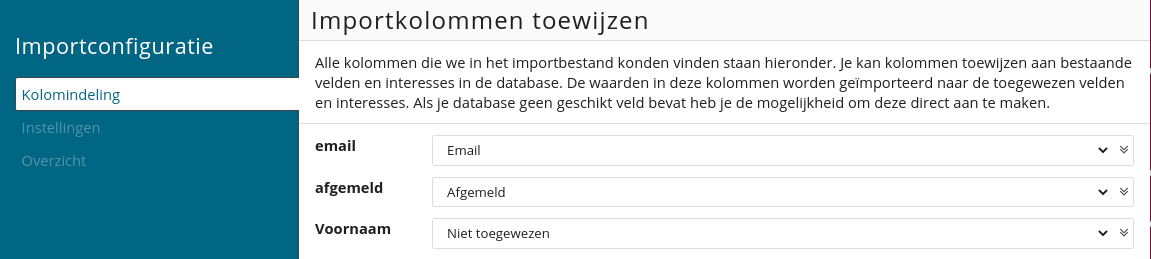 Importkolommen toewijzen
Importconfiguratie
Kolomindeling
Instellingen
Overzicht
Alle kolommen die we in het importbestand konden vinden staan hieronder. Je kan kolommen toewijzen aan bestaande
velden en interesses in de database. De waarden in deze kolommen worden geïmporteerd naar de toegewezen velden
en interesses. Als je database geen geschikt veld bevat heb je de mogelijkheid om deze direct aan te maken.
email Email
afgemeld Afgemeld
Voornaam Niet toegewezen